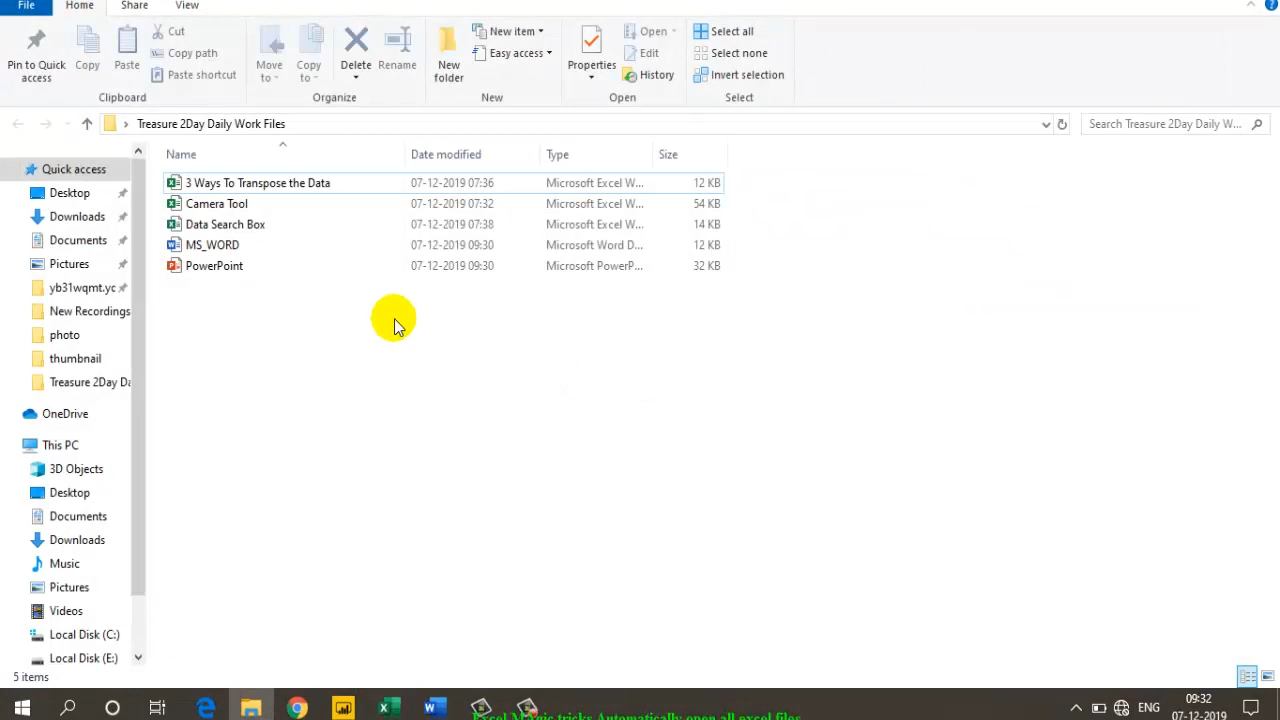 File Home Share View
Pin to Quick access
Copy
Paste
Cut
Copy path
Paste shortcut
Clipboard
Move to
Copy to
Delete
Rename
Organize
New folder
New item
Easy access
New
Properties
Open
Edit
History
Open
Select all
Select none
Invert selection
Select
Treasure 2Day Daily Work Files
Search Treasure 2Day Daily W...
Name Date modified Type Size
3 Ways To Transpose the Data 07-12-2019 07:36 Microsoft Excel W... 12 KB
Camera Tool 07-12-2019 07:32 Microsoft Excel W... 54 KB
Data Search Box 07-12-2019 07:38 Microsoft Excel W... 14 KB
MS_WORD 07-12-2019 09:30 Microsoft Word D... 12 KB
PowerPoint 07-12-2019 09:30 Microsoft PowerP... 32 KB
Quick access
Desktop
Downloads
Documents
Pictures
yb31wqmt.yc
New Recordings
photo
thumbnail
Treasure 2Day Da
OneDrive
This PC
3D Objects
Desktop
Documents
Downloads
Music
Pictures
Videos
Local Disk (C:)
Local Disk (E:)
5 items
Excel Magic tricks Automatically open all excel files
ENG
09:32
07-12-2019